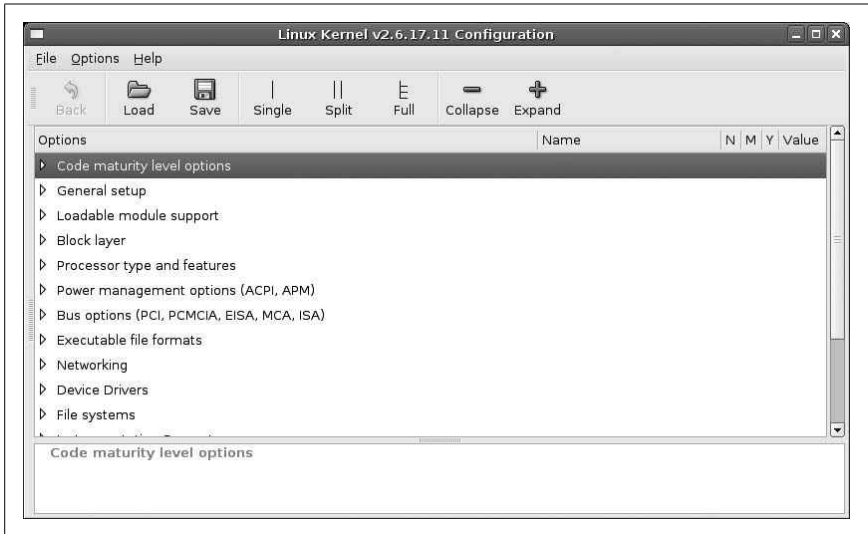 Linux Kernel v2.6.17.11 Configuration
File Options Help
Back Load Save Single Split Full Collapse Expand
Options Name N M Y Value
Code maturity level options
General setup
Loadable module support
Block layer
Processor type and features
Power management options (ACPI, APM)
Bus options (PCI, PCMCIA, EISA, MCA, ISA)
Executable file formats
Networking
Device Drivers
File systems
Code maturity level options